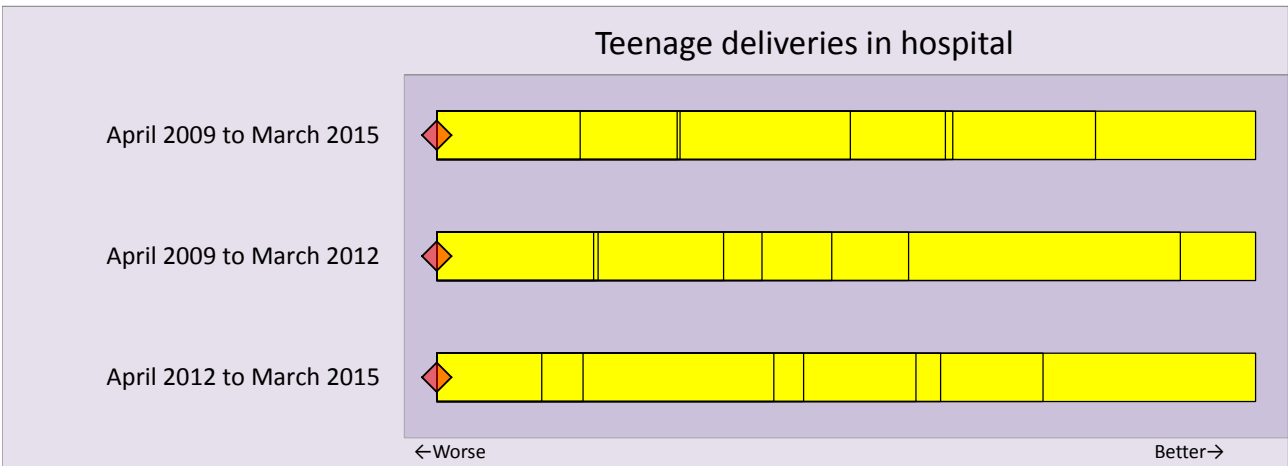 Teenage deliveries in hospital
April 2009 to March 2015
April 2009 to March 2012
April 2012 to March 2015
←Worse
Better→